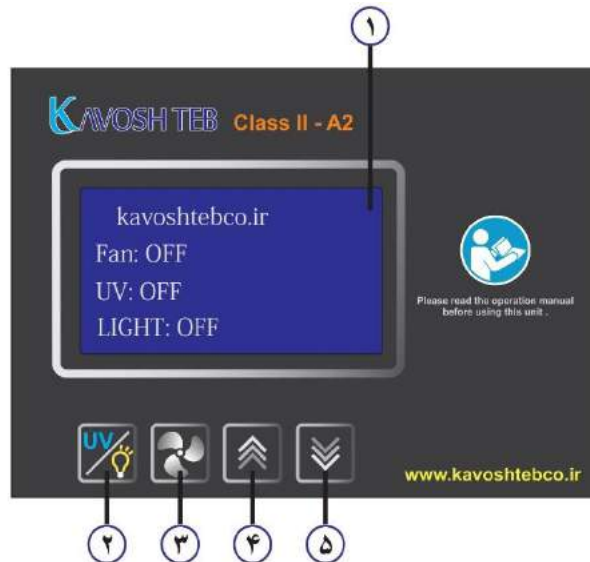 ۱
KAVOSH TEB Class II - A2
kavoshtebco.ir
Fan: OFF
UV: OFF
LIGHT: OFF
Please read the operation manual
before using this unit .
UV
www.kavoshtebco.ir
۲ ۳ ۴ ۵